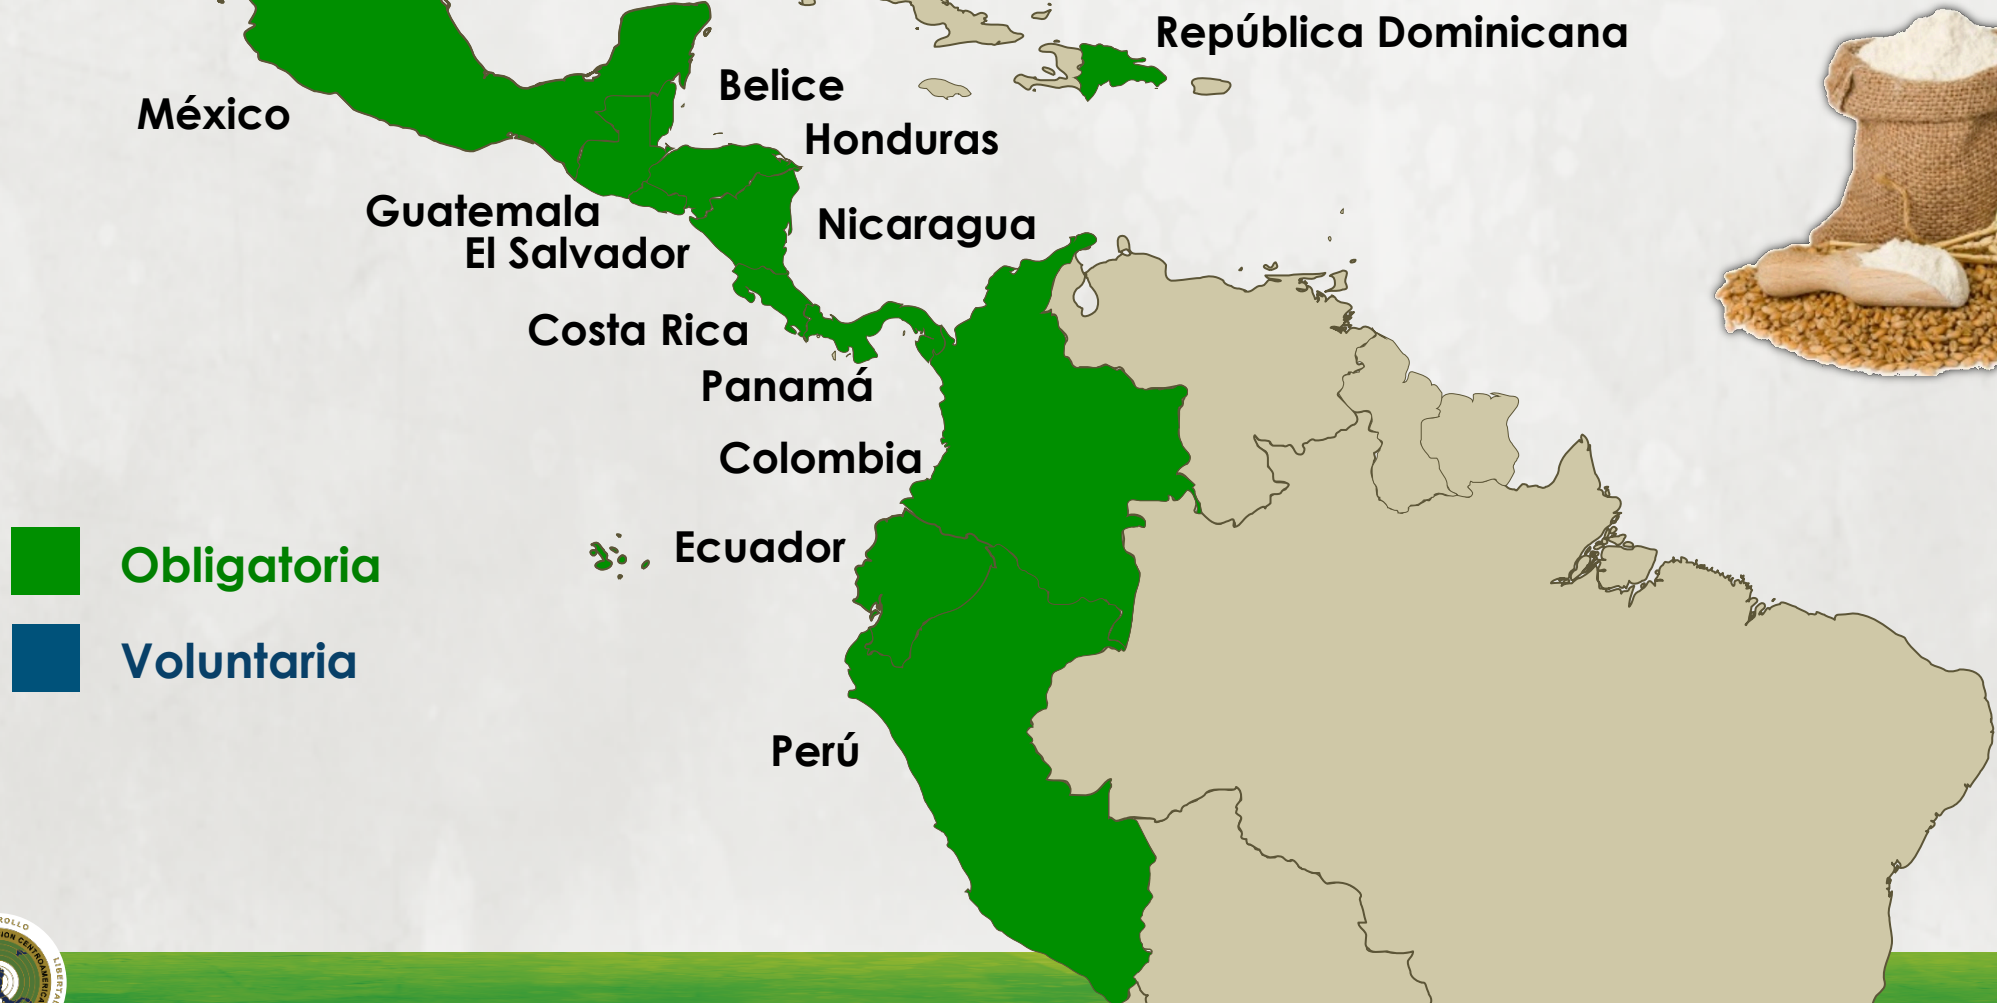 República Dominicana
Belice
México
Honduras
Guatemala
Nicaragua
El Salvador
Costa Rica
Panamá
Colombia
Ecuador
Obligatoria
Voluntaria
Perú